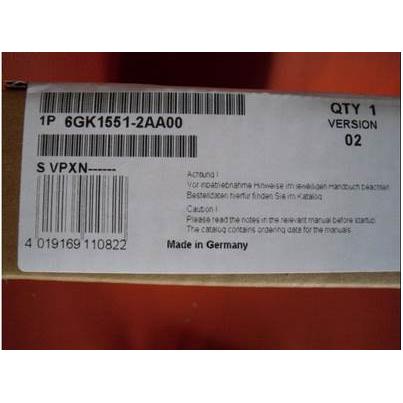 QTY 1
1P 6GK1551-2AA00
VERSION
02
S VPXN------
Achtung !
Vor Inbetriebnahme Hinweise im jeweiligen Handbuch beachten.
Bestelldaten hierfür finden Sie im Katalog.
Caution !
Please read the notes in the relevant manual before startup.
The catalog contains ordering data for the manuals.
4 019169 110822
Made in Germany